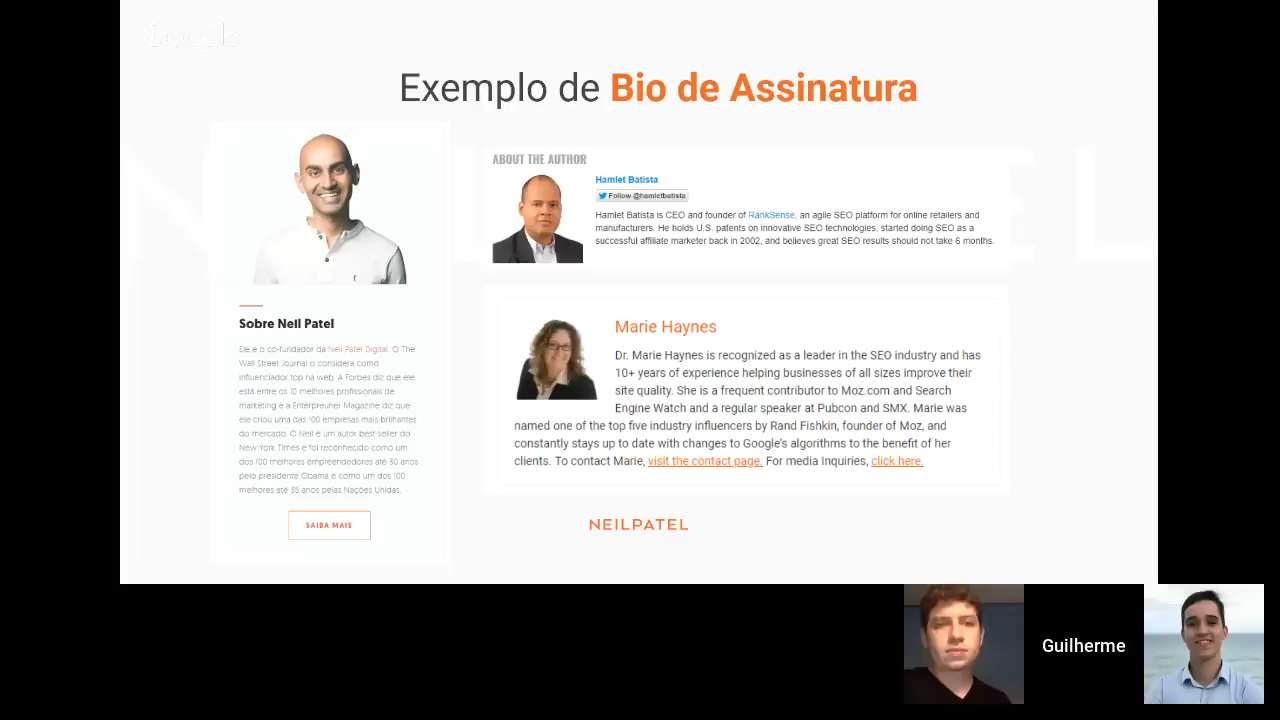 Google
Exemplo de Bio de Assinatura
Sobre Neil Patel
Ele é o co-fundador da Neil Patel Digital. O The
Wall Street Journal o considera como
influenciador top na web. A Forbes diz que ele
está entre os 10 melhores profissionais de
marketing e a Enterpreuner Magazine diz que
ele criou uma das 100 empresas mais brilhantes
do mercado. O Neil é um autor best-seller do
New York Times e foi reconhecido como um
dos 100 melhores empreendedores até 30 anos
pelo presidente Obama e como um dos 100
melhores até 35 anos pelas Nações Unidas.
SAIBA MAIS
ABOUT THE AUTHOR
Hamlet Batista
Follow @hamletbatista
Hamlet Batista is CEO and founder of RankSense, an agile SEO platform for online retailers and
manufacturers. He holds U.S. patents on innovative SEO technologies, started doing SEO as a
successful affiliate marketer back in 2002, and believes great SEO results should not take 6 months.
Marie Haynes
Dr. Marie Haynes is recognized as a leader in the SEO industry and has
10+ years of experience helping businesses of all sizes improve their
site quality. She is a frequent contributor to Moz.com and Search
Engine Watch and a regular speaker at Pubcon and SMX. Marie was
named one of the top five industry influencers by Rand Fishkin, founder of Moz, and
constantly stays up to date with changes to Google's algorithms to the benefit of her
clients. To contact Marie, visit the contact page. For media Inquiries, click here.
NEILPATEL
Guilherme